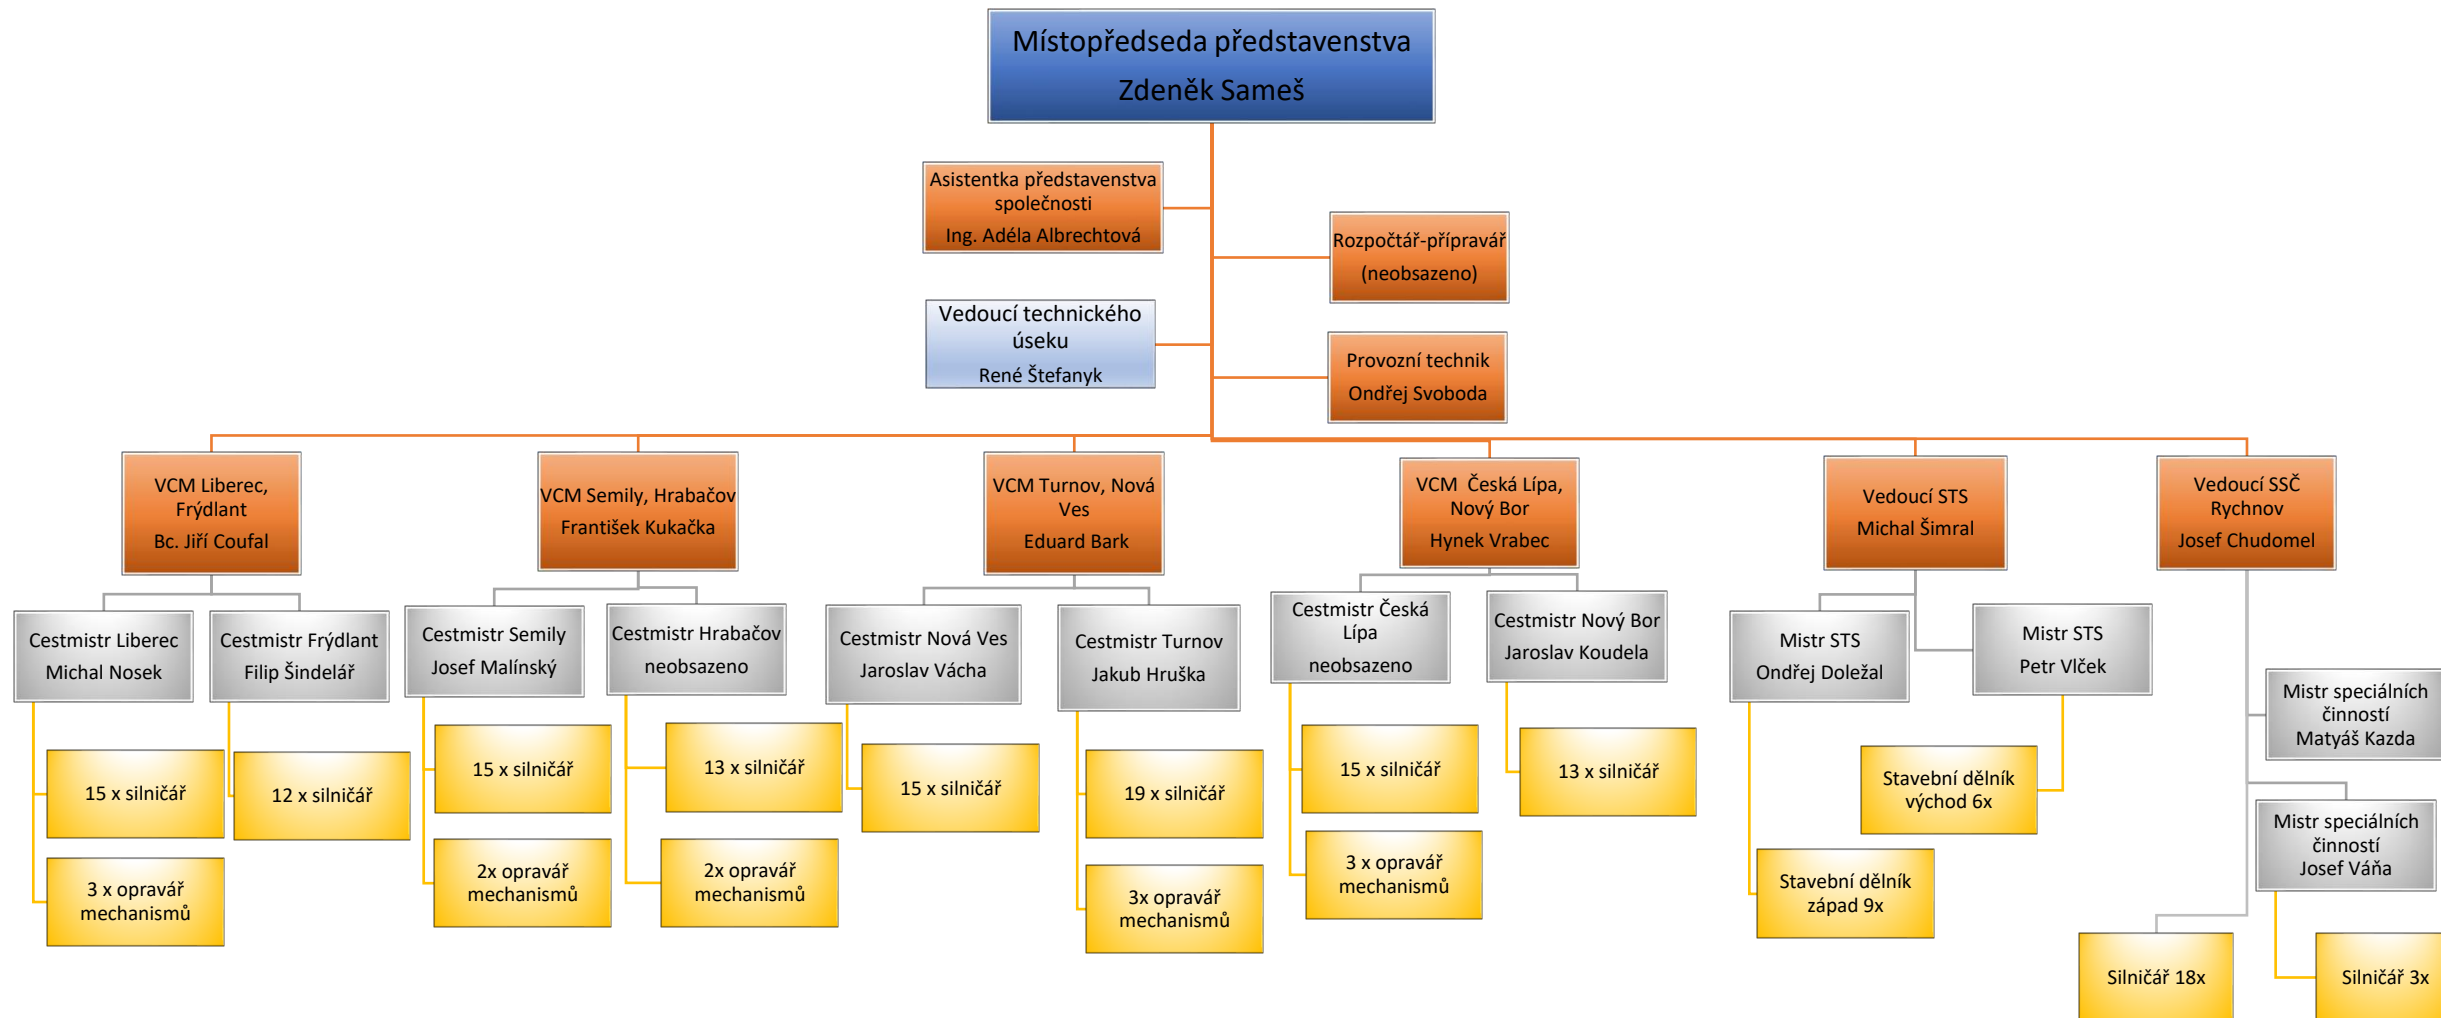 Místopředseda představenstva
Zdeněk Sameš
Asistentka představenstva
společnosti
Ing. Adéla Albrechtová
Rozpočtář-přípravář
(neobsazeno)
Vedoucí technického
úseku
René Štefanyk
Provozní technik
Ondřej Svoboda
VCM Liberec,
Frýdlant
Bc. Jiří Coufal
VCM Semily, Hrabačov
František Kukačka
VCM Turnov, Nová
Ves
Eduard Bark
VCM  Česká Lípa,
Nový Bor
Hynek Vrabec
Vedoucí STS
Michal Šimral
Vedoucí SSČ
Rychnov
Josef Chudomel
Cestmistr Liberec
Michal Nosek
Cestmistr Frýdlant
Filip Šindelář
Cestmistr Semily
Josef Malínský
Cestmistr Hrabačov
neobsazeno
Cestmistr Nová Ves
Jaroslav Vácha
Cestmistr Turnov
Jakub Hruška
Cestmistr Česká
Lípa
neobsazeno
Cestmistr Nový Bor
Jaroslav Koudela
Mistr STS
Ondřej Doležal
Mistr STS
Petr Vlček
Mistr speciálních
činností
Matyáš Kazda
Mistr speciálních
činností
Josef Váňa
15 x silničář
3 x opravář
mechanismů
12 x silničář
15 x silničář
2x opravář
mechanismů
13 x silničář
2x opravář
mechanismů
15 x silničář
19 x silničář
3x opravář
mechanismů
15 x silničář
3 x opravář
mechanismů
13 x silničář
Stavební dělník
západ 9x
Stavební dělník
východ 6x
Silničář 18x
Silničář 3x